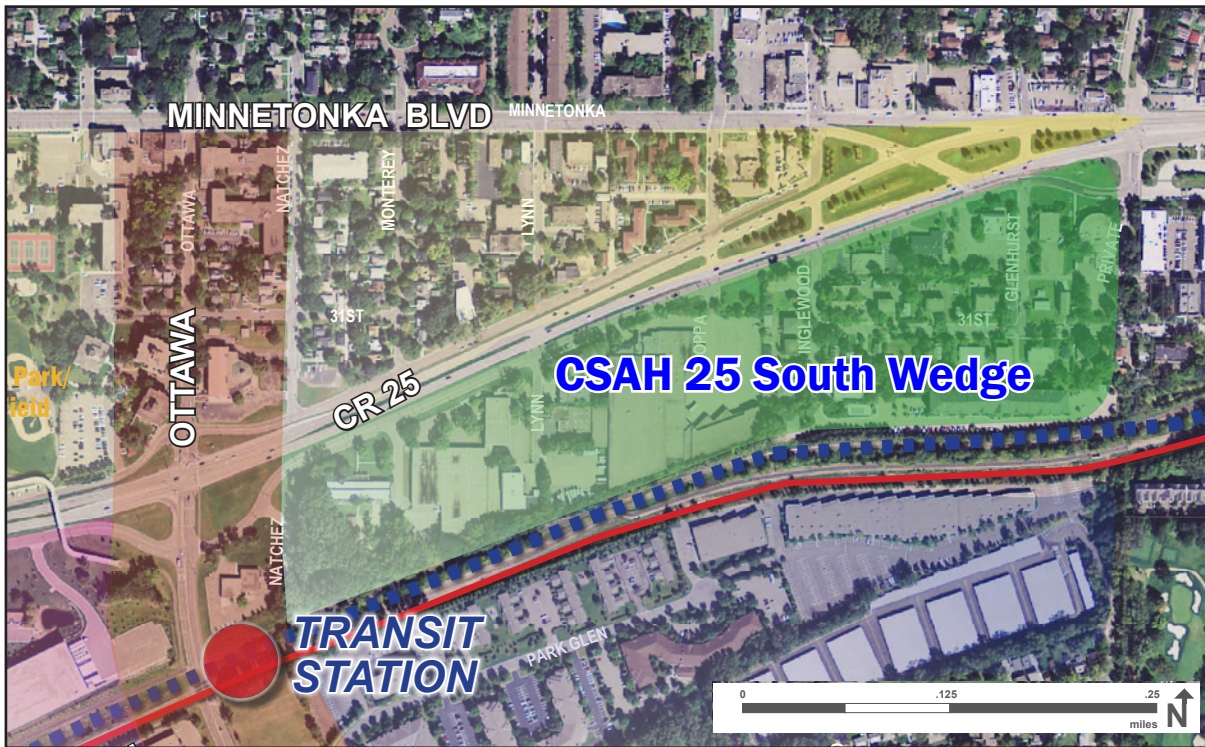 MINNETONKA BLVD
MINNETONKA
OTTAWA
NATCHEZ
MONTEREY
LYNN
31ST
INGLEWOOD
GLENHURST
PRIVATE
31ST
OTTAWA
Park/
CSAH 25 South Wedge
CR 25
LYNN
NATCHEZ
TRANSIT
STATION
PARK GLEN
0 .125 .25
miles
N